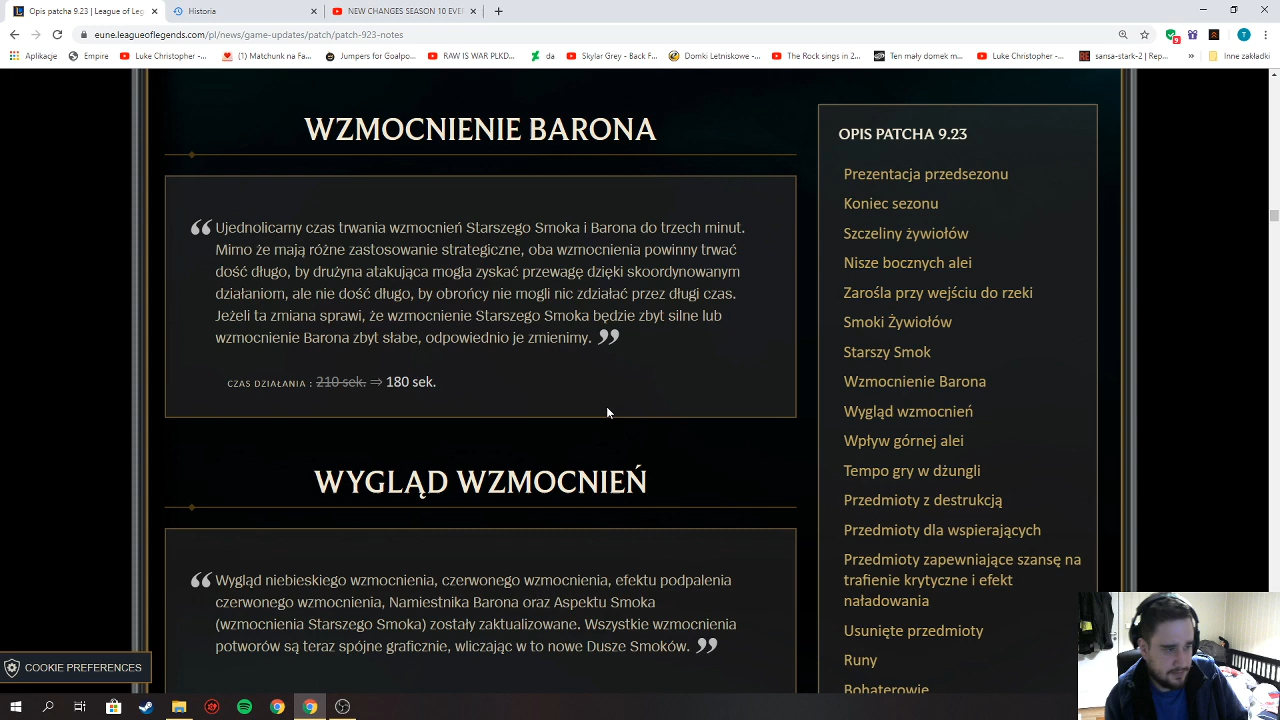 Opis patcha 9.23 | League of L
Historia
NEW CHANGES SEASON 10 EVE
eune.leagueoflegends.com/pl/news/game-updates/patch/patch-923-notes
Aplikacje
Empire
Luke Christopher -...
(1) Matchunk na Fa...
Jumpers for Goalpo...
RAW IS WAR PLKD...
da
Skylar Grey - Back F...
Domki Letniskowe -...
The Rock sings in 2...
Ten mały domek m...
Luke Christopher -...
sansa-stark-2 | Rep...
»
Inne zakładki
WZMOCNIENIE BARONA
“ Ujednolicamy czas trwania wzmocnień Starszego Smoka i Barona do trzech minut.
Mimo że mają różne zastosowanie strategiczne, oba wzmocnienia powinny trwać
dość długo, by drużyna atakująca mogła zyskać przewagę dzięki skoordynowanym
działaniom, ale nie dość długo, by obrońcy nie mogli nic zdziałać przez długi czas.
Jeżeli ta zmiana sprawi, że wzmocnienie Starszego Smoka będzie zbyt silne lub
wzmocnienie Barona zbyt słabe, odpowiednio je zmienimy. ”
CZAS DZIAŁANIA : 210 sek. ⇒ 180 sek.
WYGLĄD WZMOCNIEŃ
“ Wygląd niebieskiego wzmocnienia, czerwonego wzmocnienia, efektu podpalenia
czerwonego wzmocnienia, Namiestnika Barona oraz Aspektu Smoka
(wzmocnienia Starszego Smoka) zostały zaktualizowane. Wszystkie wzmocnienia
potworów są teraz spójne graficznie, wliczając w to nowe Dusze Smoków. ”
OPIS PATCHA 9.23
Prezentacja przedsezonu
Koniec sezonu
Szczeliny żywiołów
Nisze bocznych alei
Zarośla przy wejściu do rzeki
Smoki Żywiołów
Starszy Smok
Wzmocnienie Barona
Wygląd wzmocnień
Wpływ górnej alei
Tempo gry w dżungli
Przedmioty z destrukcją
Przedmioty dla wspierających
Przedmioty zapewniające szansę na
trafienie krytyczne i efekt
naładowania
Usunięte przedmioty
Runy
Bohaterowie
COOKIE PREFERENCES